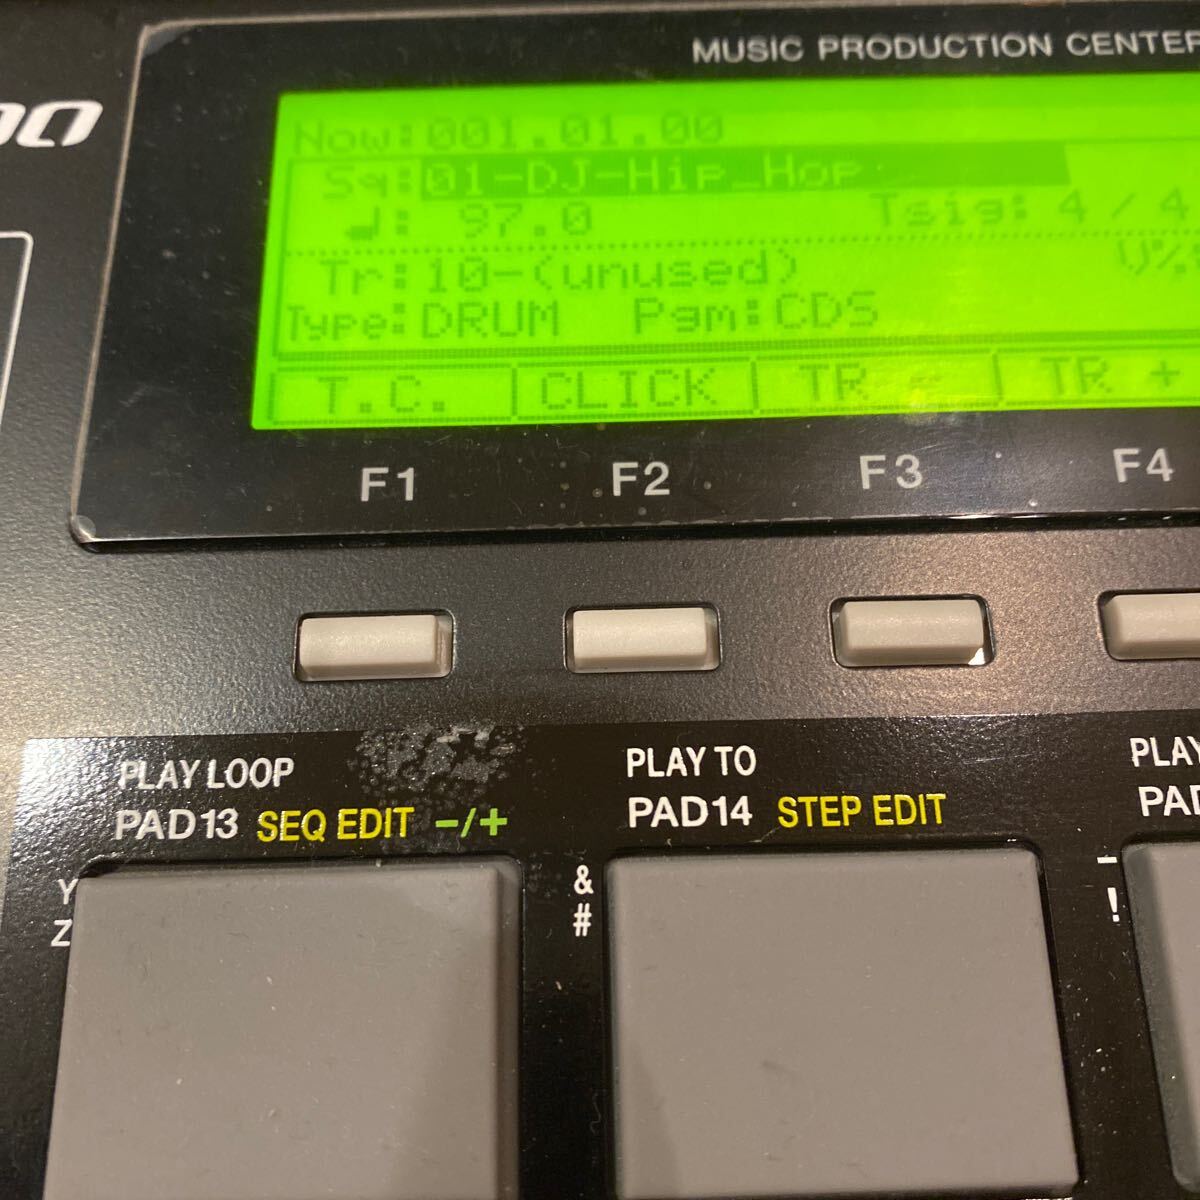 MUSIC PRODUCTION CENTER
00
Now:001.01.00
Sq:01-DJ-Hip_Hop
♩: 97.0 Tsig: 4 / 4
Tr:10-(unused)
Type:DRUM Pgm:CDS
T.C. CLICK TR - TR +
F1 F2 F3 F4
PLAY LOOP
PAD13 SEQ EDIT -/+
PLAY TO
PAD14 STEP EDIT
Y
Z
&
#
-
!